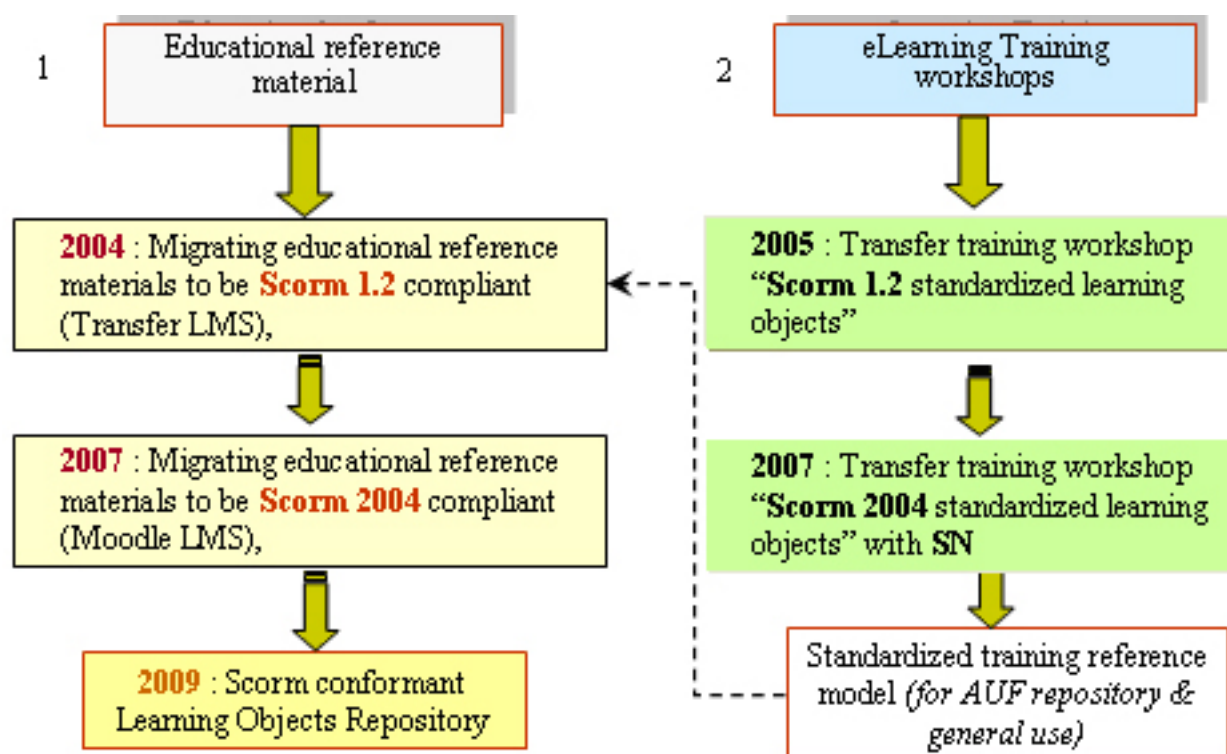 1
Educational reference
material
2004 : Migrating educational reference
materials to be Scorm 1.2 compliant
(Transfer LMS),
2007 : Migrating educational reference
materials to be Scorm 2004 compliant
(Moodle LMS),
2009 : Scorm conformant
Learning Objects Repository
2
eLearning Training
workshops
2005 : Transfer training workshop
“Scorm 1.2 standardized learning
objects”
2007 : Transfer training workshop
“Scorm 2004 standardized learning
objects” with SN
Standardized training reference
model (for AUF repository &
general use)